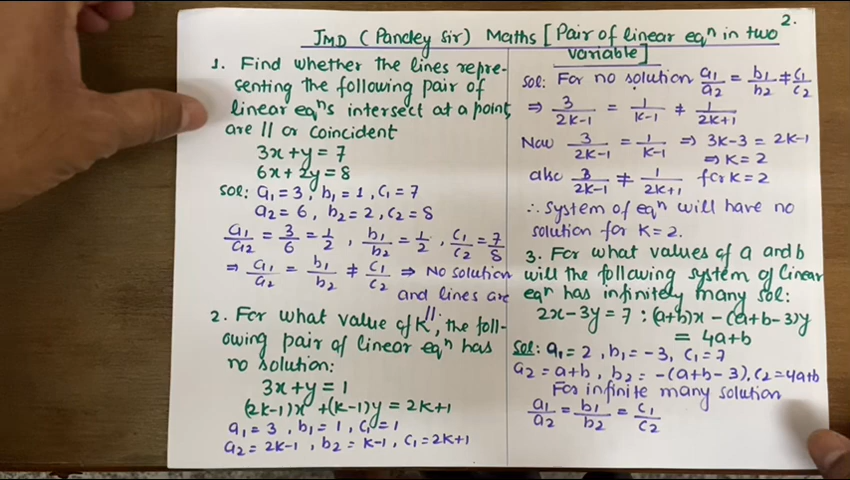 2.
JMD (Pandey Sir) Maths [Pair of linear eqⁿ in two
variable]
1. Find whether the lines repre-
senting the following pair of
linear eqⁿs intersect at a point,
are || or coincident
3x+y=7
6x+2y=8
Sol: a₁=3, b₁=1, c₁=7
a₂=6, b₂=2, c₂=8
a₁/a₂ = 3/6 = 1/2, b₁/b₂ = 1/2, c₁/c₂ = 7/8
⇒ a₁/a₂ = b₁/b₂ ≠ c₁/c₂ ⇒ No solution
and lines are
||.
2. For what value of K, the foll-
owing pair of linear eqⁿ has
no solution:
3x+y=1
(2k-1)x +(k-1)y = 2k+1
a₁=3, b₁=1, c₁=1
a₂=2k-1, b₂=k-1, c₁=2k+1
Sol: For no solution a₁/a₂ = b₁/b₂ ≠ c₁/c₂
⇒ 3/2k-1 = 1/k-1 ≠ 1/2k+1
Now 3/2k-1 = 1/k-1 ⇒ 3k-3 = 2k-1
⇒ k=2
also 3/2k-1 ≠ 1/2k+1 for k=2
∴ System of eqⁿ will have no
solution for k=2.
3. For what values of a and b
will the following system of linear
eqⁿ has infinitely many sol:
2x-3y=7 : (a+b)x-(a+b-3)y
= 4a+b
Sol: a₁=2, b₁=-3, c₁=7
a₂=a+b, b₂=-(a+b-3), c₂=4a+b
For infinite many solution
a₁/a₂ = b₁/b₂ = c₁/c₂